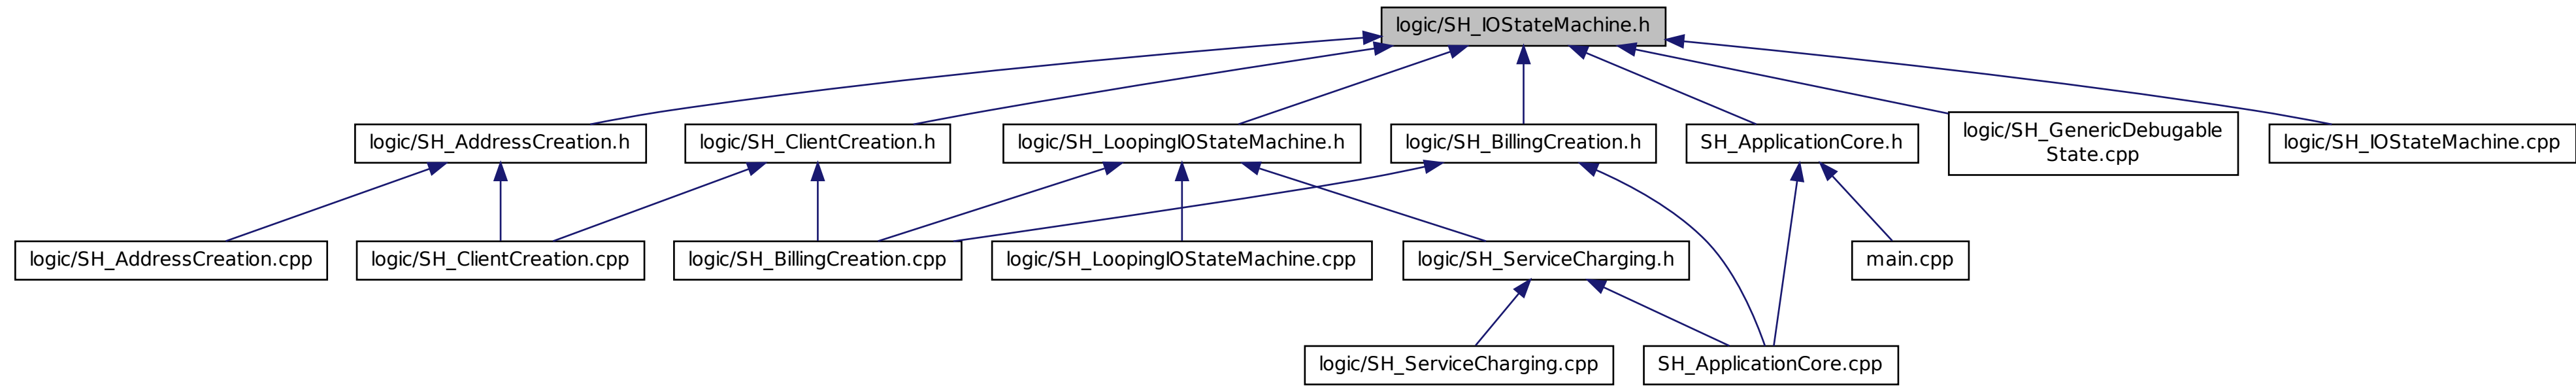 logic/SH_IOStateMachine.h
logic/SH_AddressCreation.h
logic/SH_ClientCreation.h
logic/SH_LoopingIOStateMachine.h
logic/SH_BillingCreation.h
SH_ApplicationCore.h
logic/SH_GenericDebugable
State.cpp
logic/SH_IOStateMachine.cpp
logic/SH_AddressCreation.cpp
logic/SH_ClientCreation.cpp
logic/SH_BillingCreation.cpp
logic/SH_LoopingIOStateMachine.cpp
logic/SH_ServiceCharging.h
main.cpp
logic/SH_ServiceCharging.cpp
SH_ApplicationCore.cpp